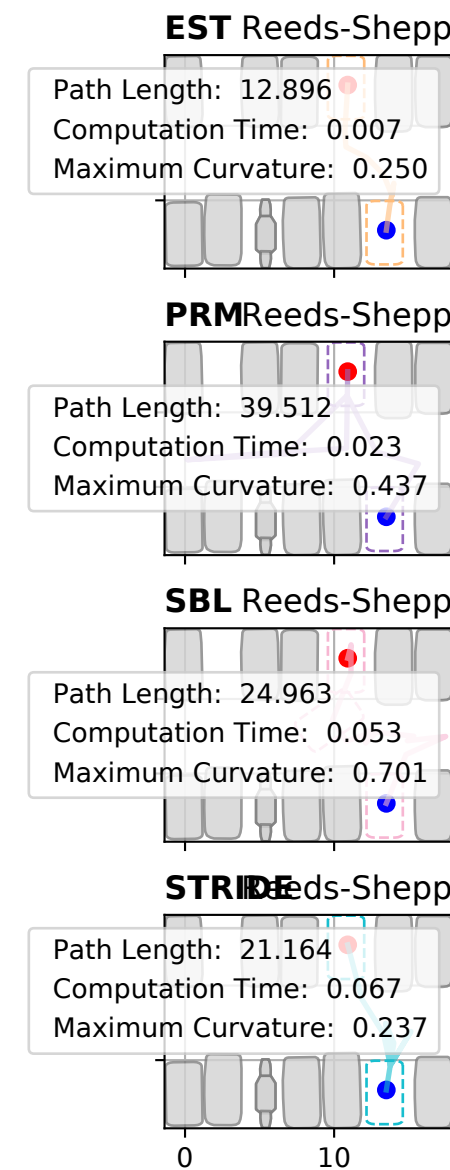 EST Reeds-Shepp
Path Length: 12.896
Computation Time: 0.007
Maximum Curvature: 0.250
PRM Reeds-Shepp
Path Length: 39.512
Computation Time: 0.023
Maximum Curvature: 0.437
SBL Reeds-Shepp
Path Length: 24.963
Computation Time: 0.053
Maximum Curvature: 0.701
STRIDE Reeds-Shepp
Path Length: 21.164
Computation Time: 0.067
Maximum Curvature: 0.237
0 10